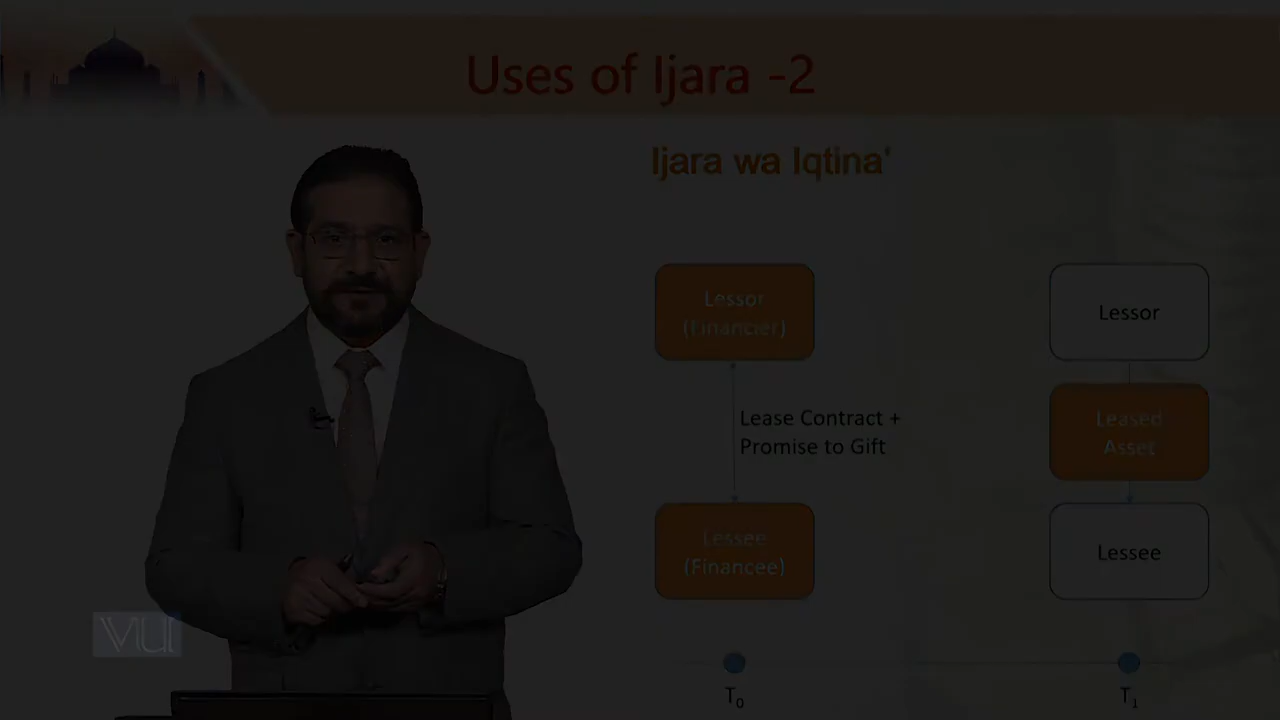 Uses of Ijara -2
Ijara wa Iqtina'
Lessor
(Financier)
Lessor
Lease Contract +
Promise to Gift
Leased
Asset
Lessee
(Financee)
Lessee
VU
T₀
T₁